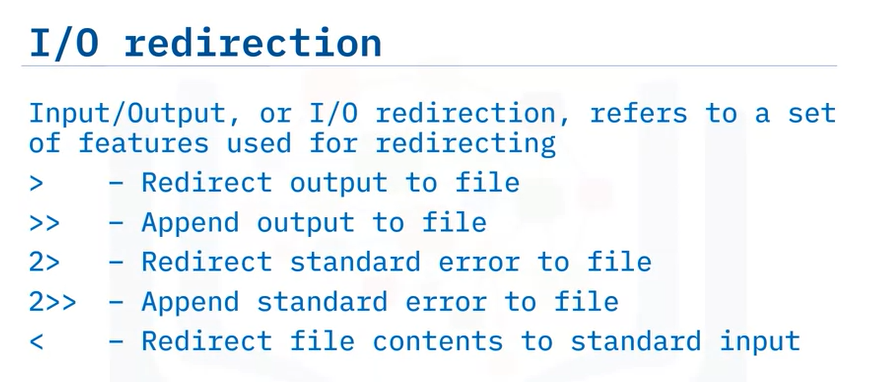 I/O redirection
Input/Output, or I/O redirection, refers to a set
of features used for redirecting
> – Redirect output to file
>> – Append output to file
2> – Redirect standard error to file
2>> – Append standard error to file
< – Redirect file contents to standard input